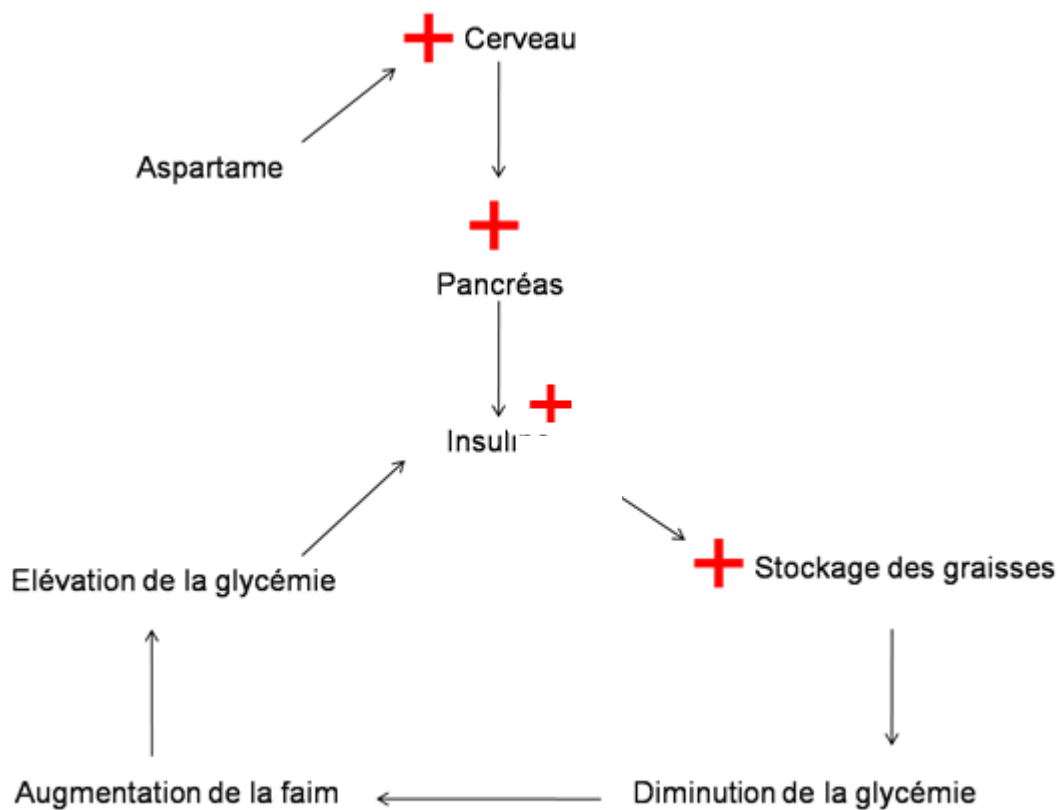 Cerveau
Aspartame
Pancréas
Elévation de la glycémie
Stockage des graisses
Augmentation de la faim
Diminution de la glycémie